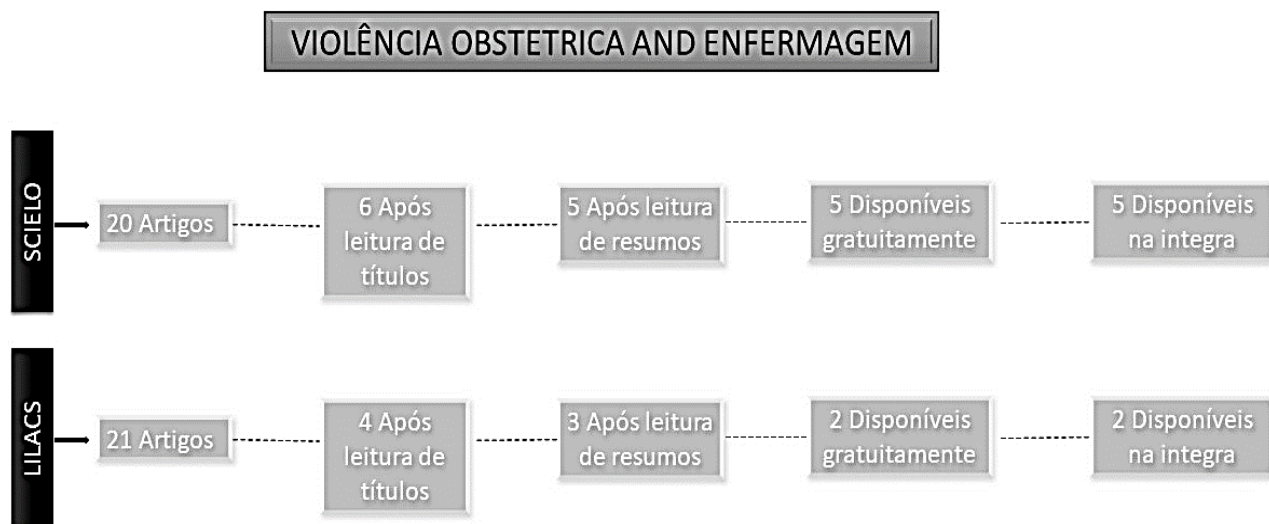 VIOLÊNCIA OBSTETRICA AND ENFERMAGEM
SCIELO
20 Artigos
6 Após
leitura de
títulos
5 Após leitura
de resumos
5 Disponíveis
gratuitamente
5 Disponíveis
na integra
LILACS
21 Artigos
4 Após
leitura de
títulos
3 Após leitura
de resumos
2 Disponíveis
gratuitamente
2 Disponíveis
na integra